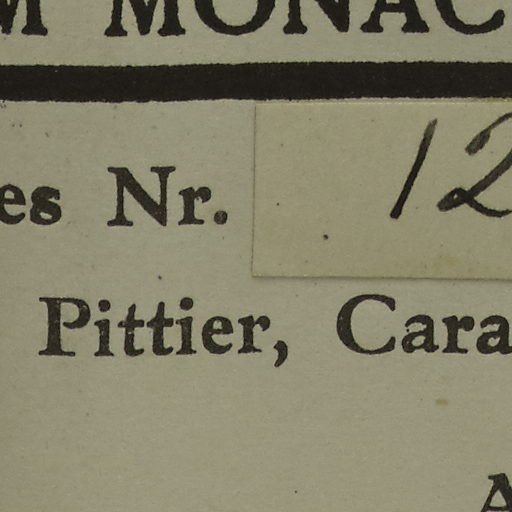 M MONAC
es Nr. 12
Pittier, Cara
A